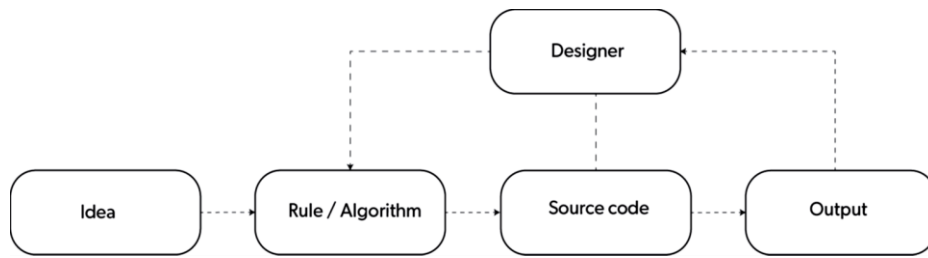 Designer
Idea
Rule / Algorithm
Source code
Output